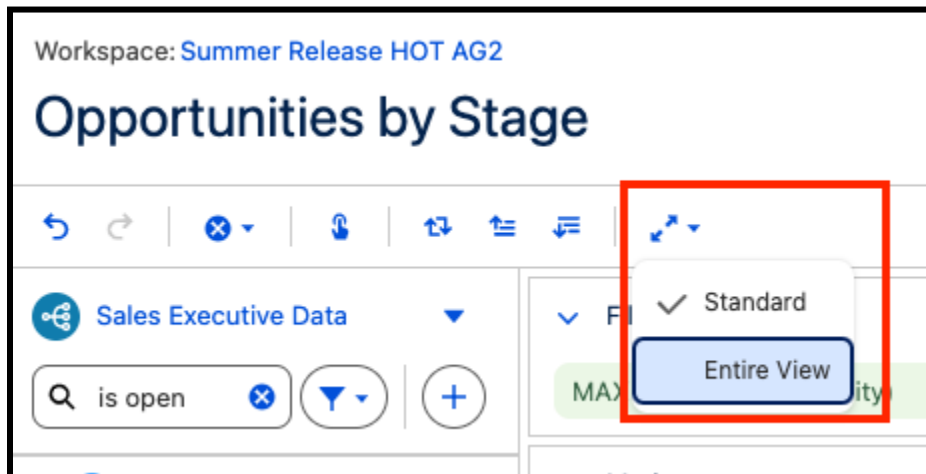 Workspace: Summer Release HOT AG2
Opportunities by Stage
Sales Executive Data
Standard
is open
Entire View